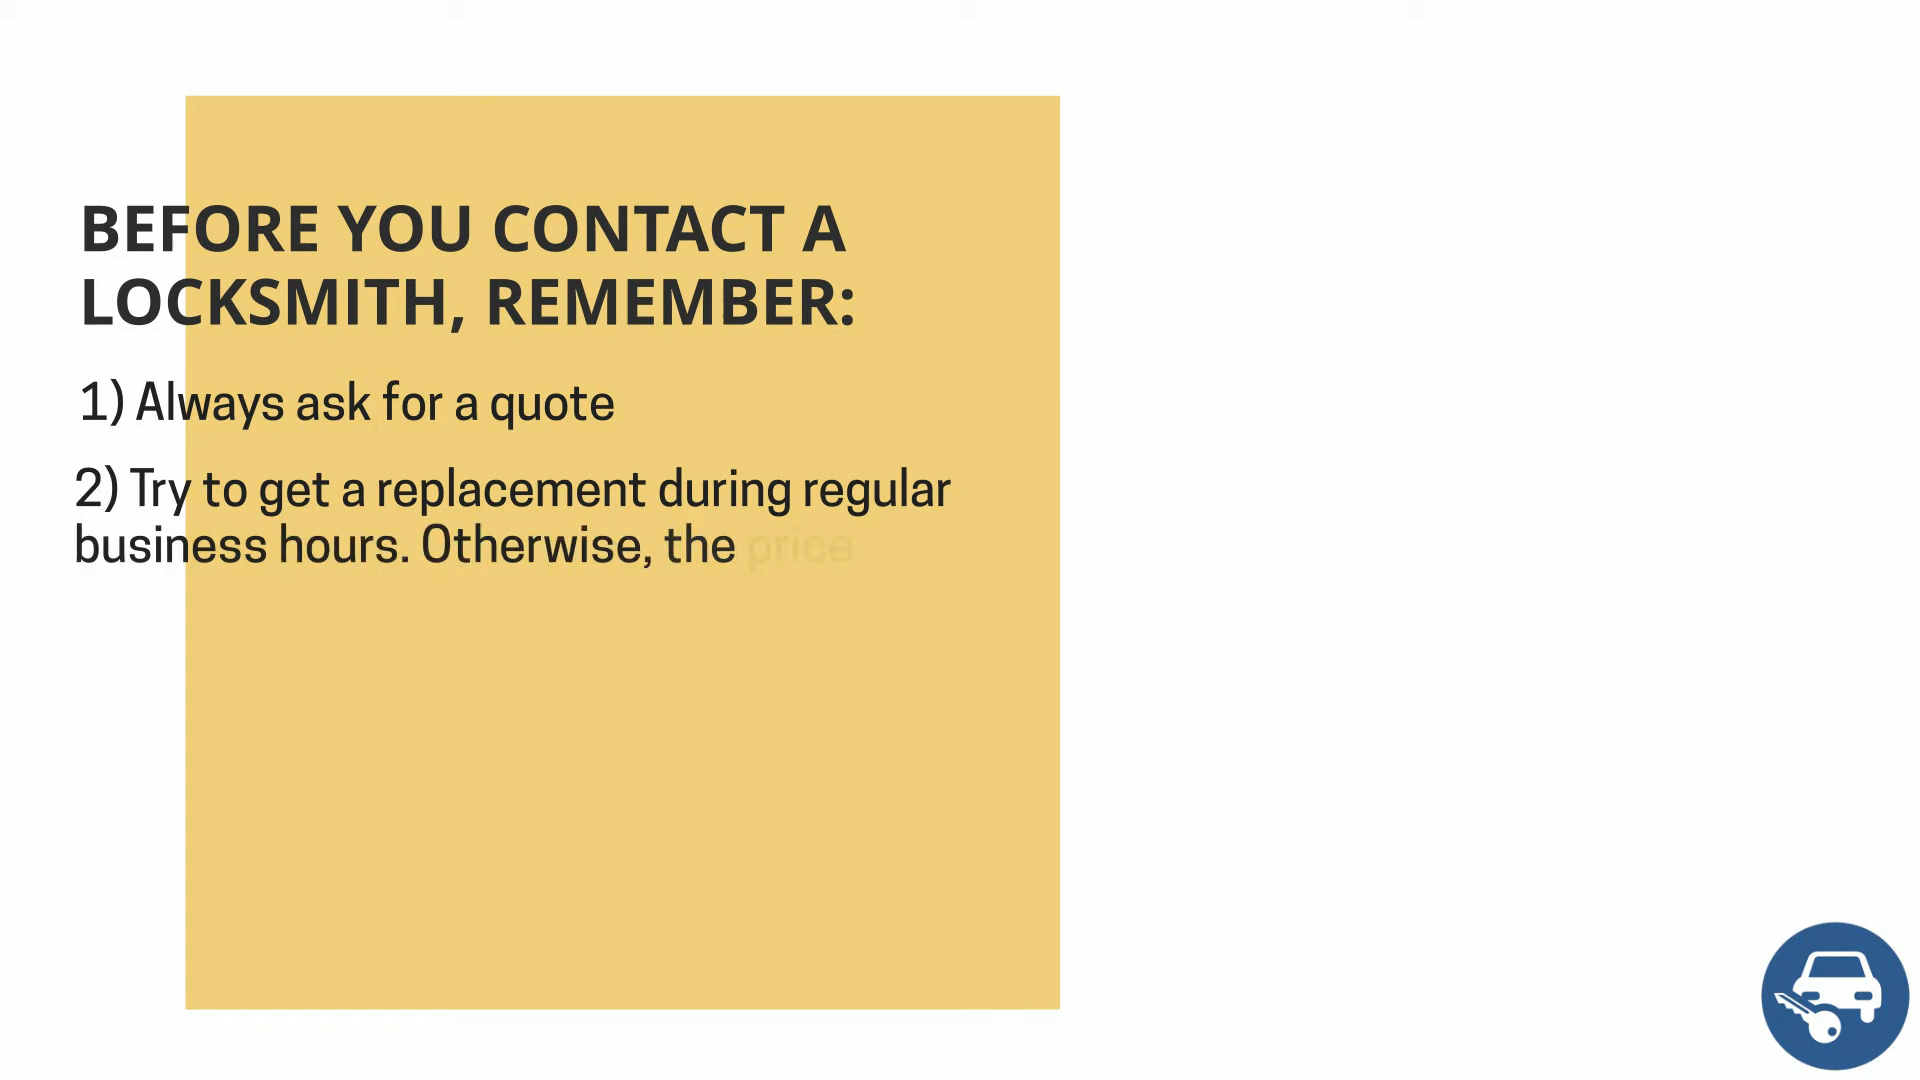 BEFORE YOU CONTACT A
LOCKSMITH, REMEMBER:
1) Always ask for a quote
2) Try to get a replacement during regular
business hours. Otherwise, the price